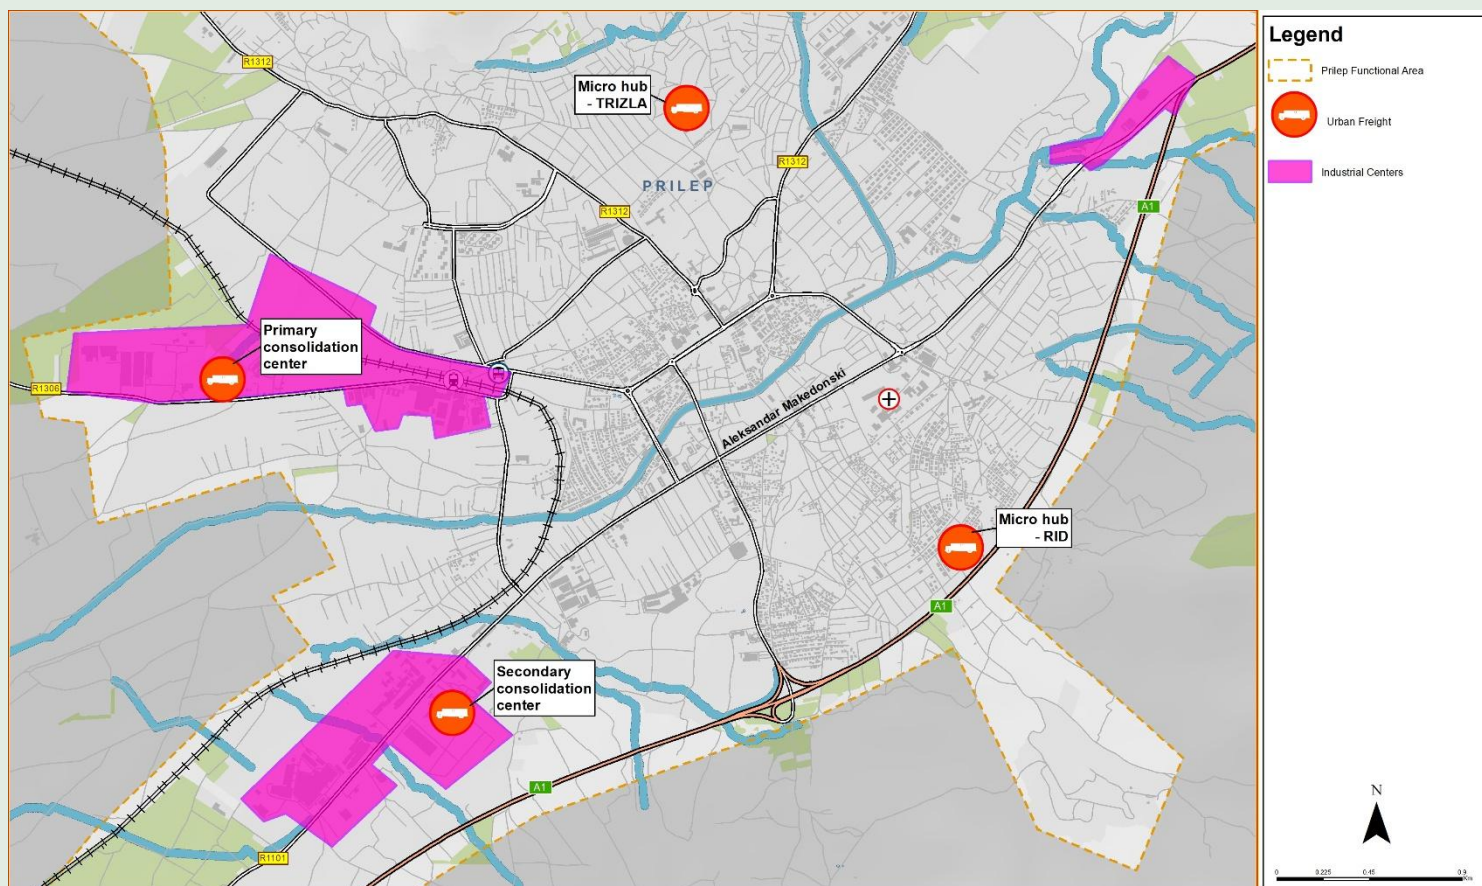 R1312
Micro hub
- TRIZLA
R1312
PRILEP
R1312
A1
Primary
consolidation
center
R1306
Aleksandar Makedonski
Micro hub
- RID
A1
Secondary
consolidation
center
A1
R1101
Legend
Prilep Functional Area
Urban Freight
Industrial Centers
N
0 0.225 0.45 0.9
Km